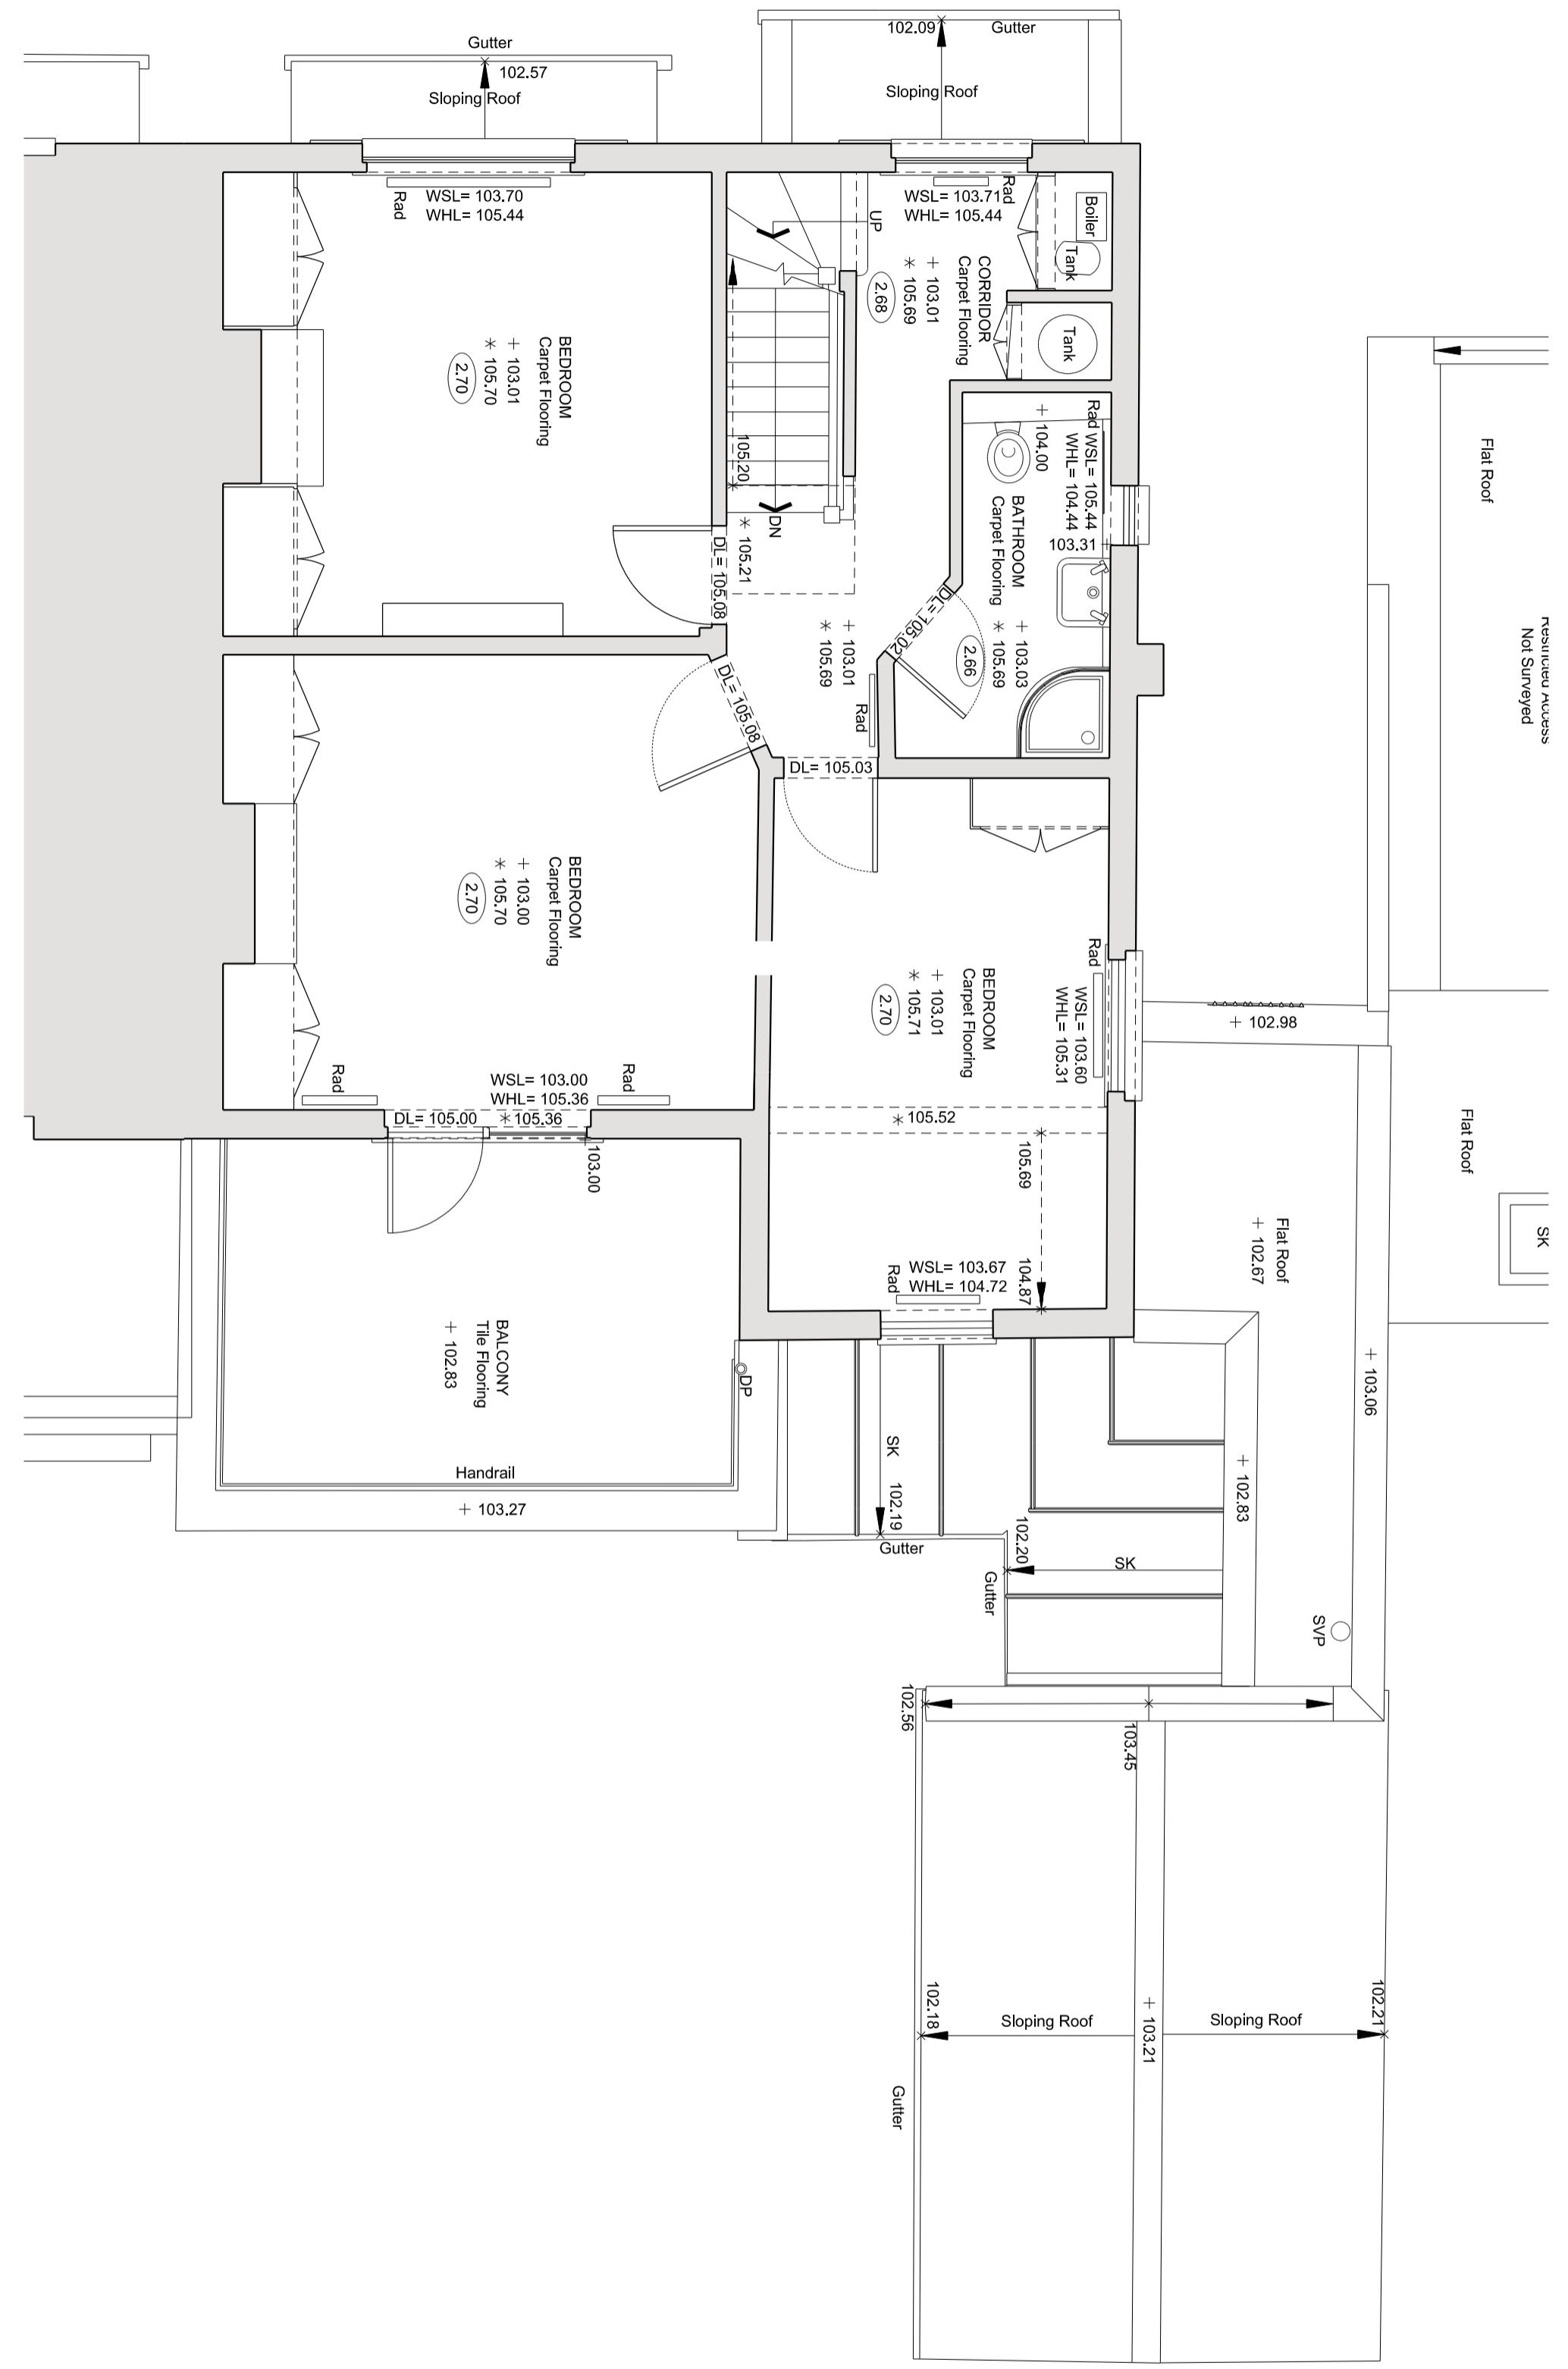 102.09
Gutter
Gutter
102.57
Sloping Roof
Sloping Roof
Rad
WSL= 103.70
WHL= 105.44
UP
WSL= 103.71
WHL= 105.44
Rad
Boiler
Tank
CORRIDOR
Carpet Flooring
+ 103.01
* 105.69
2.68
Tank
BEDROOM
Carpet Flooring
+ 103.01
* 105.70
2.70
105.20
DN
* 105.21
DL= 105.08
+ 104.00
Rad
WSL= 105.44
WHL= 104.44
103.31
BATHROOM
Carpet Flooring
+ 103.03
* 105.69
2.66
DL= 105.02
+ 103.01
* 105.69
Rad
DL= 105.08
DL= 105.03
Flat Roof
Restricted Access
Not Surveyed
BEDROOM
Carpet Flooring
+ 103.00
* 105.70
2.70
BEDROOM
Carpet Flooring
+ 103.01
* 105.71
2.70
Rad
WSL= 103.60
WHL= 105.31
+ 102.98
Rad
WSL= 103.00
WHL= 105.36
Rad
DL= 105.00
* 105.36
103.00
* 105.52
105.69
104.87
WSL= 103.67
WHL= 104.72
Rad
Flat Roof
Flat Roof
+ 102.67
SK
BALCONY
Tile Flooring
+ 102.83
DP
+ 103.06
Handrail
+ 103.27
SK
102.19
Gutter
102.20
SK
Gutter
+ 102.83
SVP
102.56
103.45
102.18
Sloping Roof
+ 103.21
Sloping Roof
102.21
Gutter